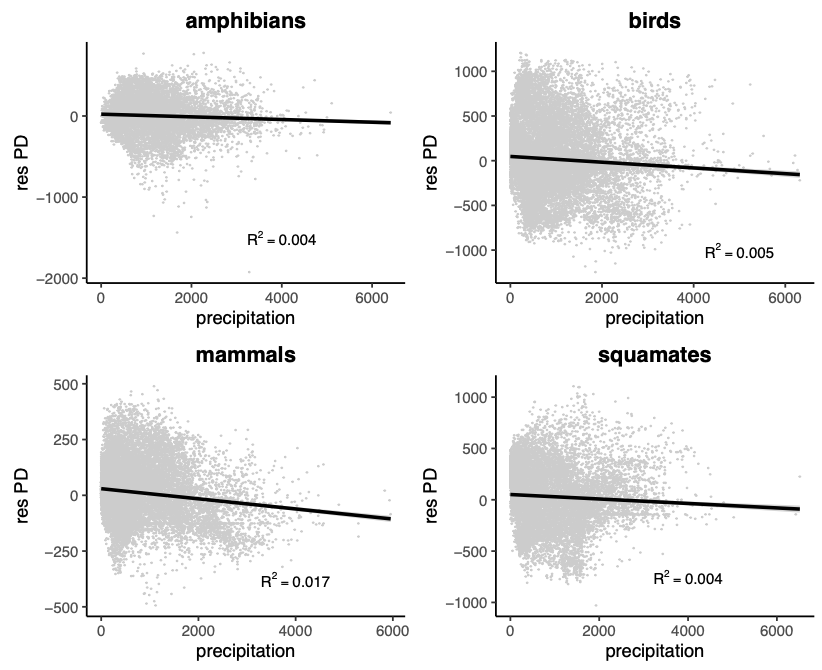 amphibians
0
−1000
−2000
res PD
R² = 0.004
0 2000 4000 6000
precipitation
birds
1000
500
0
−500
−1000
res PD
R² = 0.005
0 2000 4000 6000
precipitation
mammals
500
250
0
−250
−500
res PD
R² = 0.017
0 2000 4000 6000
precipitation
squamates
1000
500
0
−500
−1000
res PD
R² = 0.004
0 2000 4000 6000
precipitation